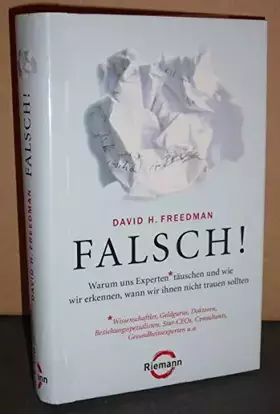 DAVID H. FREEDMAN FALSCH!
DAVID H. FREEDMAN
FALSCH!
Warum uns Experten* täuschen und wie
wir erkennen, wann wir ihnen nicht trauen sollten
*Wissenschaftler, Geldgurus, Doktoren,
Beziehungsspezialisten, Star-CEOs, Consultants,
Gesundheitsexperten u.a.
Riemann